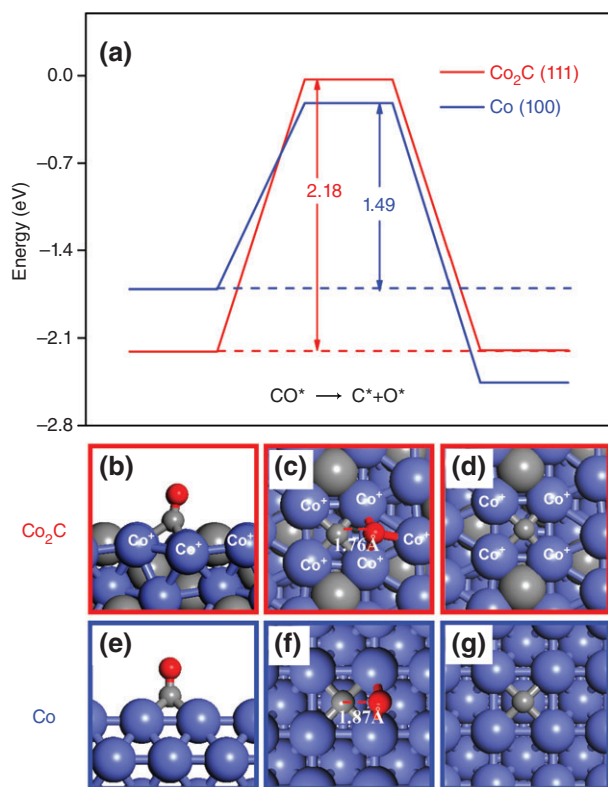 (a)
Co₂C (111)
Co (100)
Energy (eV)
0.0
−0.7
−1.4
−2.1
−2.8
2.18
1.49
CO* → C*+O*
Co₂C
(b)
Co⁺ Co⁺ Co⁺
(c)
Co⁺ Co⁺
1.76Å
Co⁺ Co⁺ Co⁺
(d)
Co⁺ Co⁺
Co⁺ Co⁺
Co
(e)
(f)
1.87Å
(g)